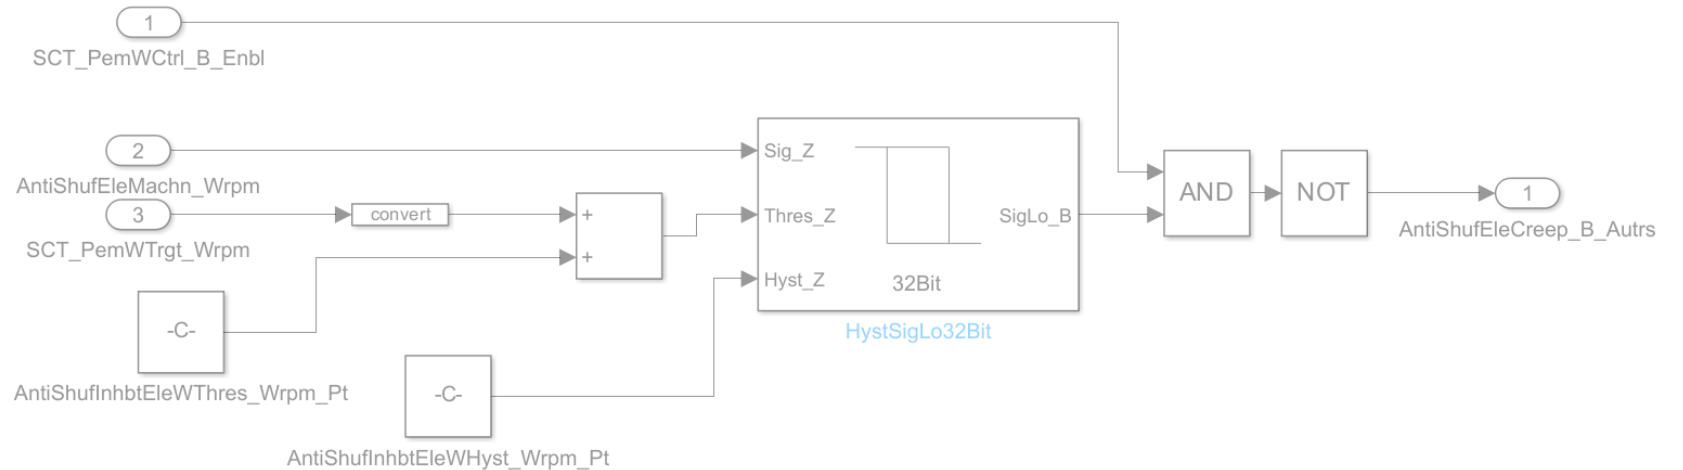 1
SCT_PemWCtrl_B_Enbl
2
AntiShufEleMachn_Wrpm
3
SCT_PemWTrgt_Wrpm
convert
+
+
-C-
AntiShufInhbtEleWThres_Wrpm_Pt
-C-
AntiShufInhbtEleWHyst_Wrpm_Pt
Sig_Z
Thres_Z
Hyst_Z
SigLo_B
32Bit
HystSigLo32Bit
AND
NOT
1
AntiShufEleCreep_B_Autrs